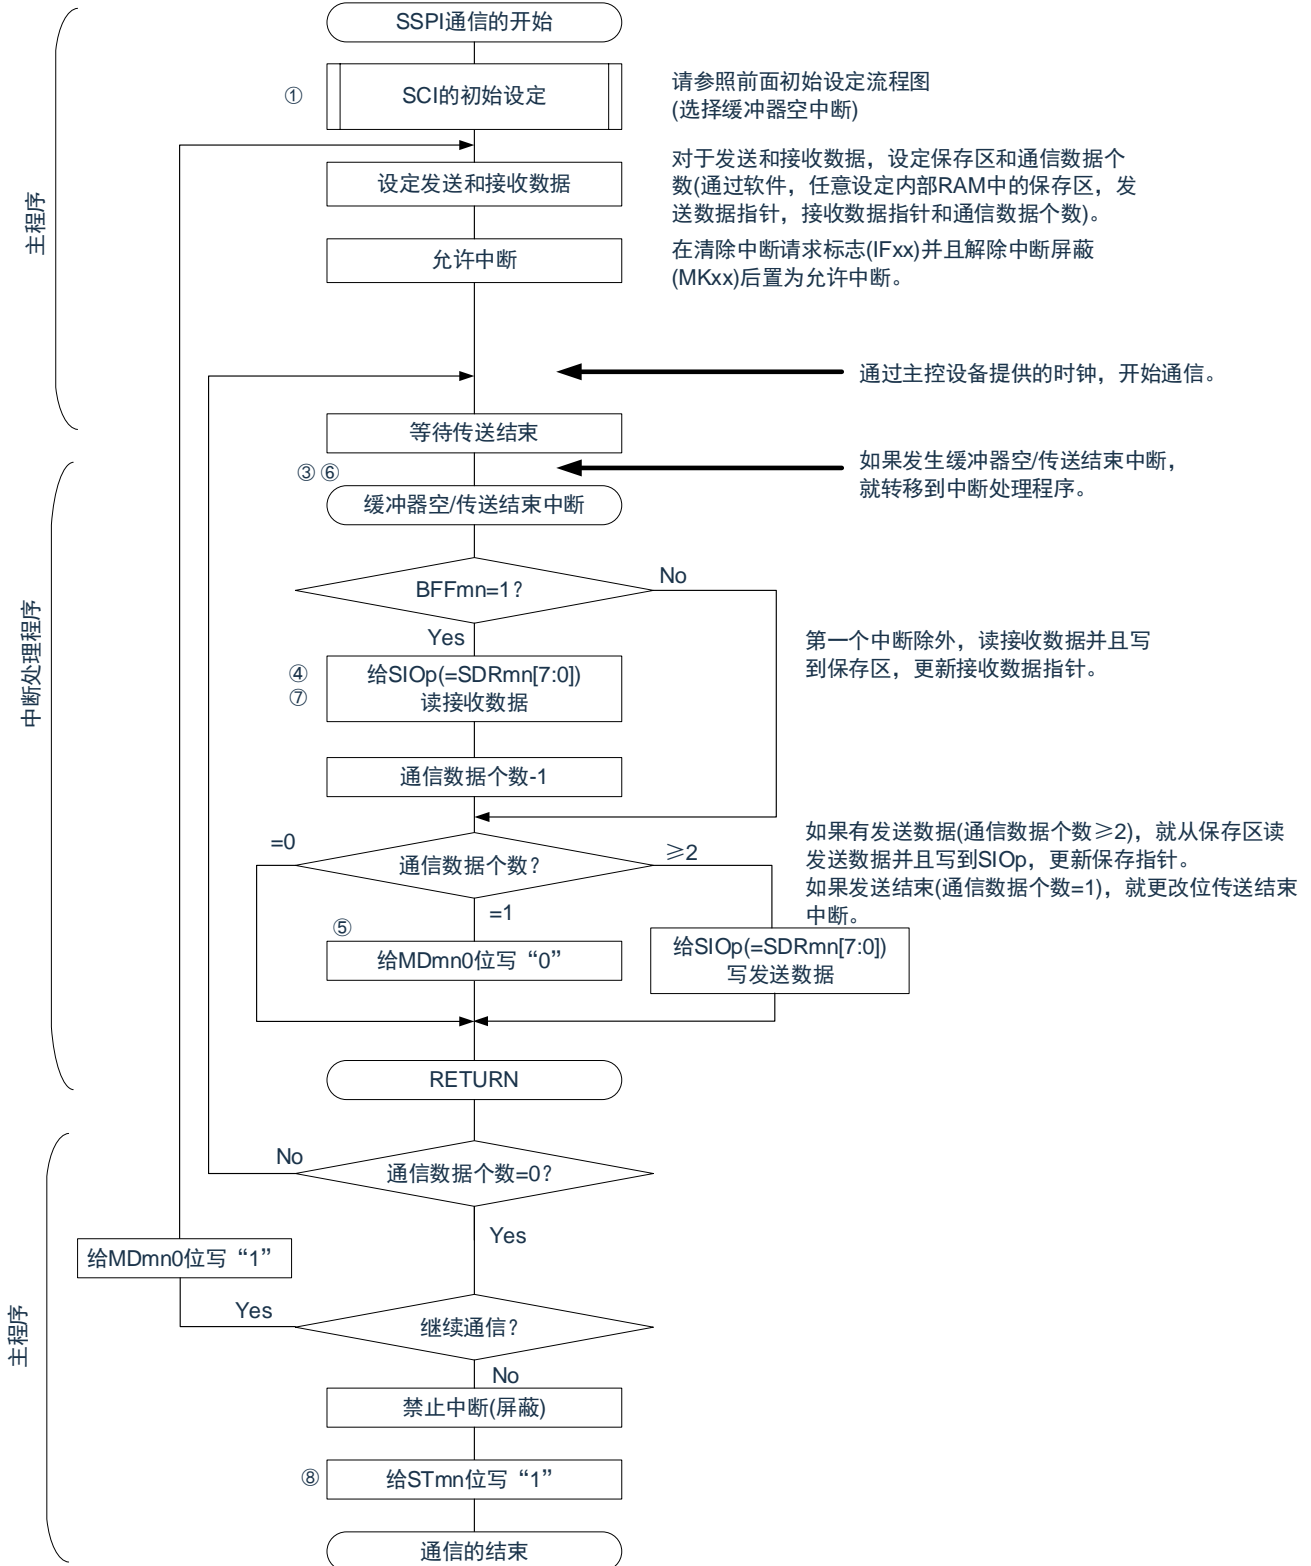 SSPI通信的开始
①
SCI的初始设定
请参照前面初始设定流程图
(选择缓冲器空中断)
主程序
设定发送和接收数据
对于发送和接收数据，设定保存区和通信数据个
数(通过软件，任意设定内部RAM中的保存区，发
送数据指针，接收数据指针和通信数据个数)。
允许中断
在清除中断请求标志(IFxx)并且解除中断屏蔽
(MKxx)后置为允许中断。
通过主控设备提供的时钟，开始通信。
等待传送结束
③ ⑥
如果发生缓冲器空/传送结束中断，
就转移到中断处理程序。
缓冲器空/传送结束中断
中断处理程序
BFFmn=1？
No
Yes
第一个中断除外，读接收数据并且写
到保存区，更新接收数据指针。
④
⑦
给SIOp(=SDRmn[7:0])
读接收数据
通信数据个数-1
=0
通信数据个数？
≥2
=1
如果有发送数据(通信数据个数≥2)，就从保存区读
发送数据并且写到SIOp，更新保存指针。
如果发送结束(通信数据个数=1)，就更改位传送结束
中断。
⑤
给MDmn0位写“0”
给SIOp(=SDRmn[7:0])
写发送数据
RETURN
No
通信数据个数=0？
Yes
给MDmn0位写“1”
主程序
Yes
继续通信？
No
禁止中断(屏蔽)
⑧
给STmn位写“1”
通信的结束